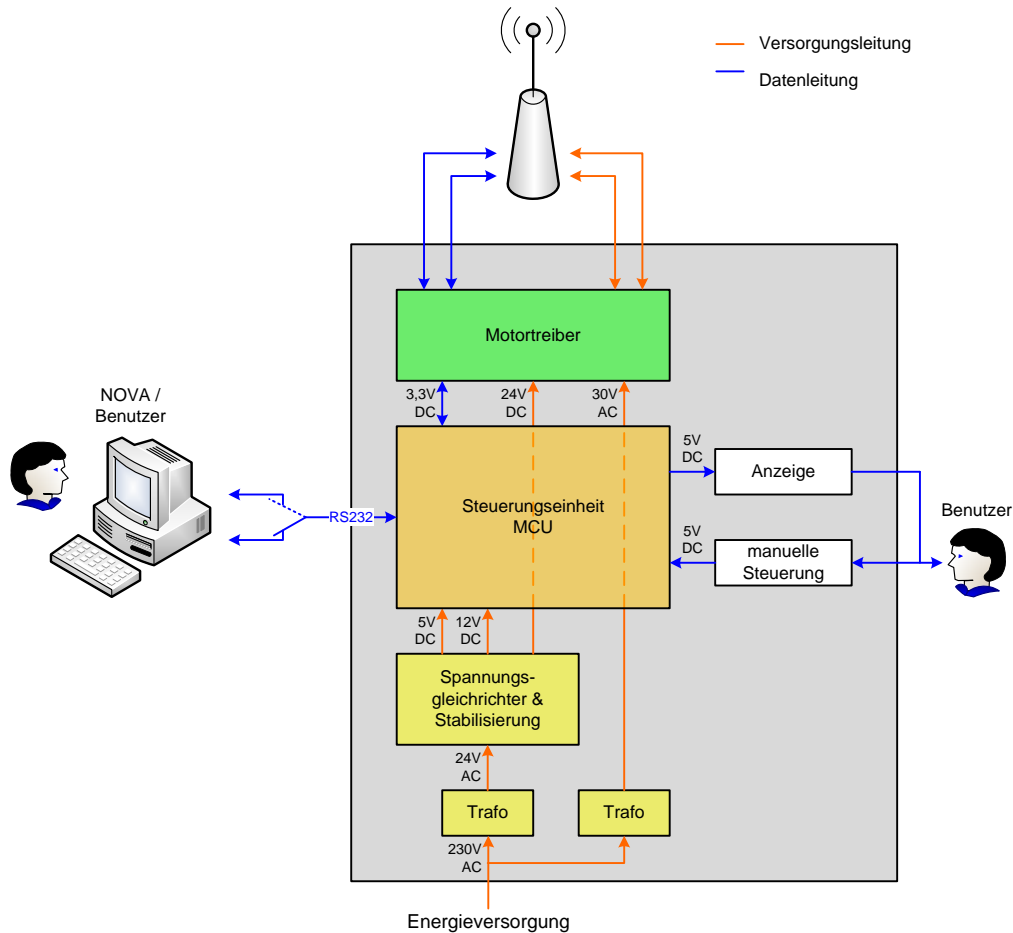 Versorgungsleitung
Datenleitung
Motortreiber
3,3V
DC
24V
DC
30V
AC
NOVA /
Benutzer
RS232
Steuerungseinheit
MCU
5V
DC
Anzeige
Benutzer
5V
DC
manuelle
Steuerung
5V
DC
12V
DC
Spannungs-
gleichrichter &
Stabilisierung
24V
AC
Trafo
Trafo
230V
AC
Energieversorgung